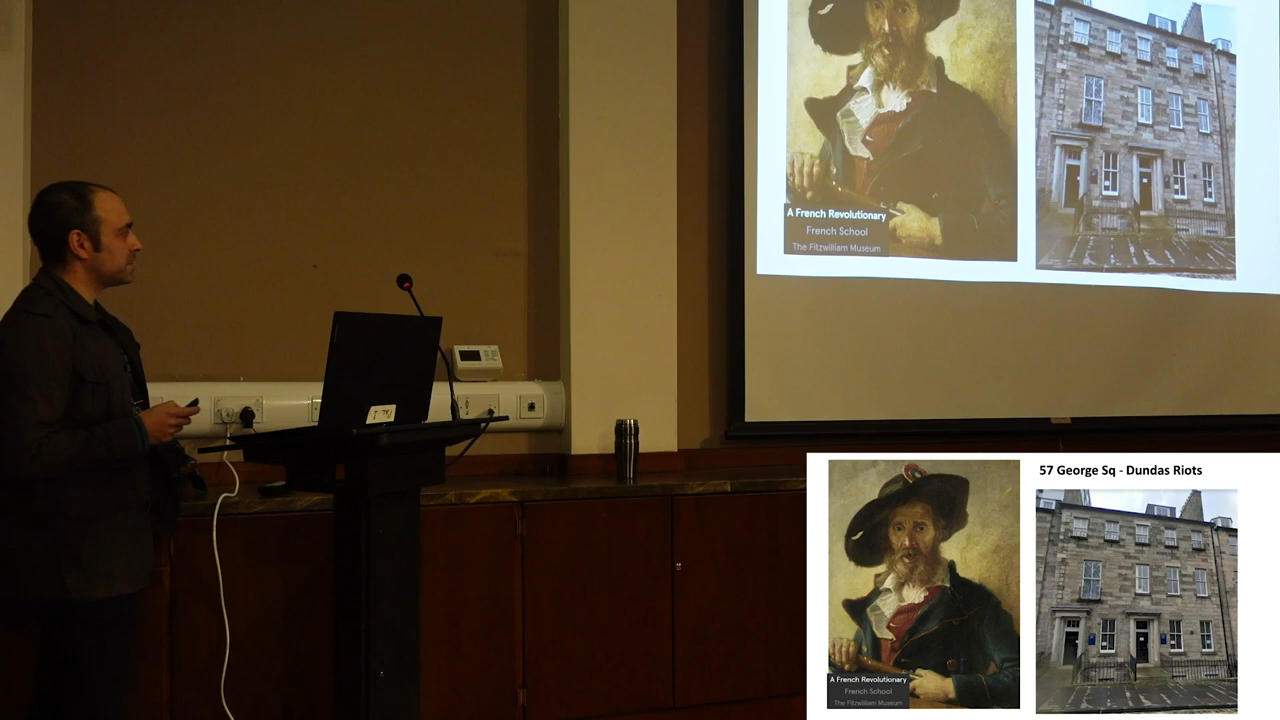 A French Revolutionary
French School
The Fitzwilliam Museum
57 George Sq - Dundas Riots
A French Revolutionary
French School
The Fitzwilliam Museum